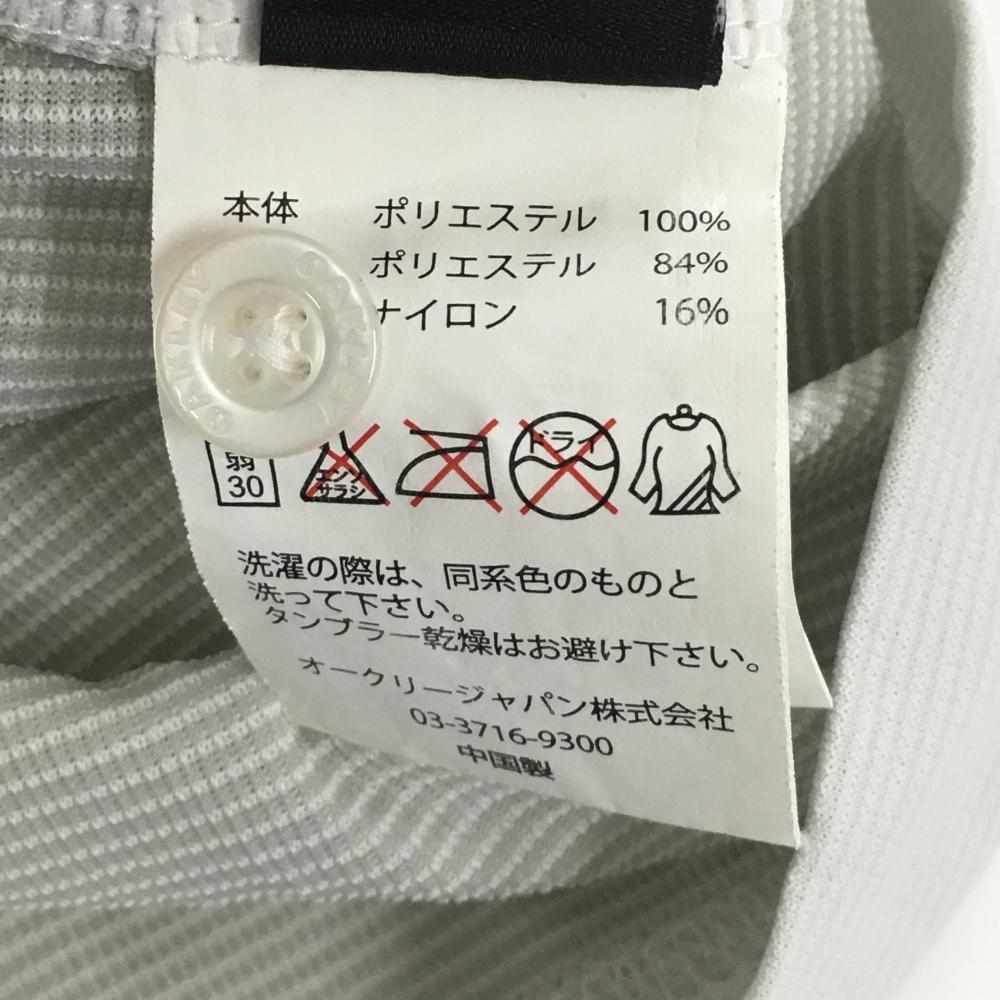 本体 ポリエステル 100%
ポリエステル 84%
ナイロン 16%
OAKLEY OAKLEY
弱
30
エンソ
サラシ
ドライ
洗濯の際は、同系色のものと
洗って下さい。
タンブラー乾燥はお避け下さい。
オークリージャパン株式会社
03-3716-9300
中国製